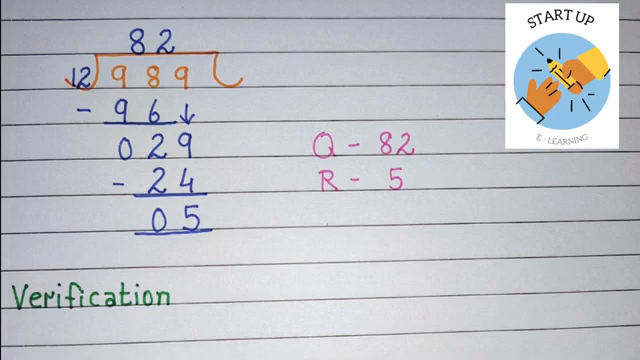 START UP
E - LEARNING
82
↓12) 989
- 96↓
029
- 24
05
Q - 82
R - 5
Verification